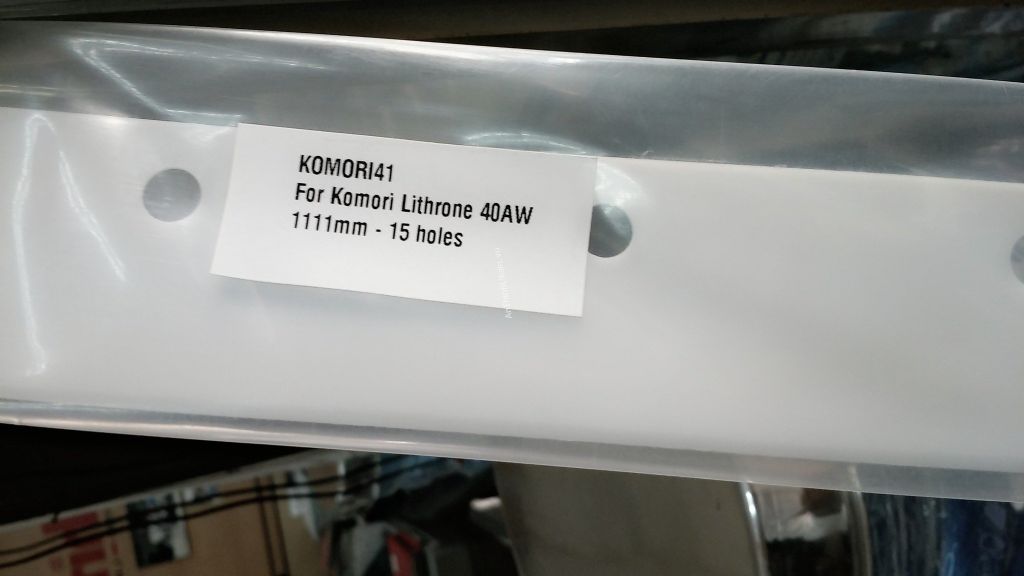 KOMORI41
For Komori Lithrone 40AW
1111mm - 15 holes